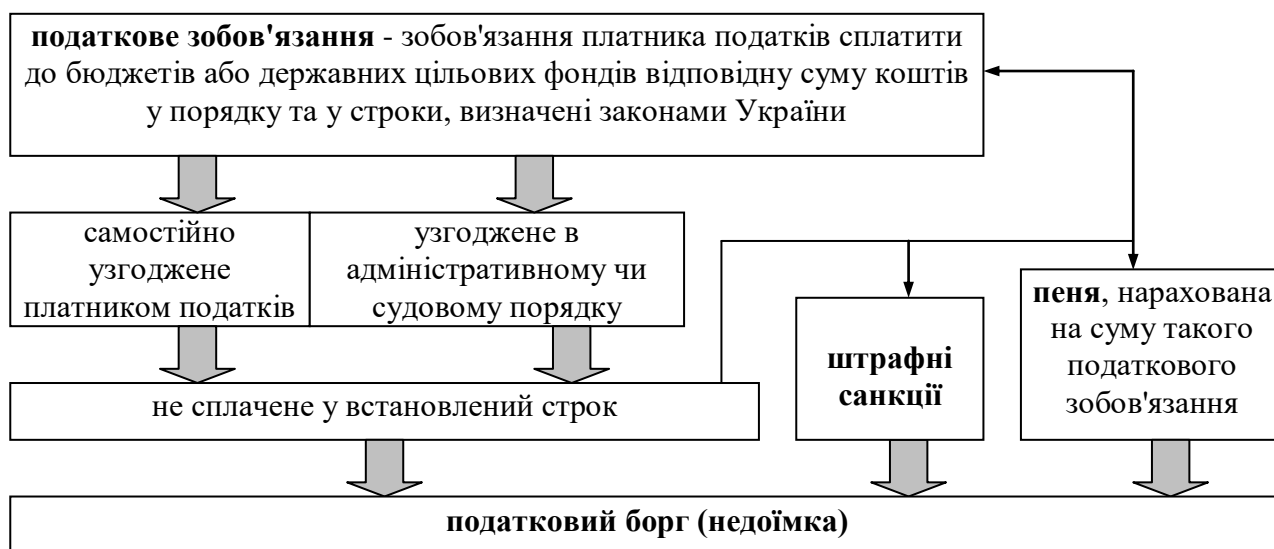 податкове зобов'язання - зобов'язання платника податків сплатити
до бюджетів або державних цільових фондів відповідну суму коштів
у порядку та у строки, визначені законами України
самостійно
узгоджене
платником податків
узгоджене в
адміністративному чи
судовому порядку
не сплачене у встановлений строк
штрафні
санкції
пеня, нарахована
на суму такого
податкового
зобов'язання
податковий борг (недоїмка)